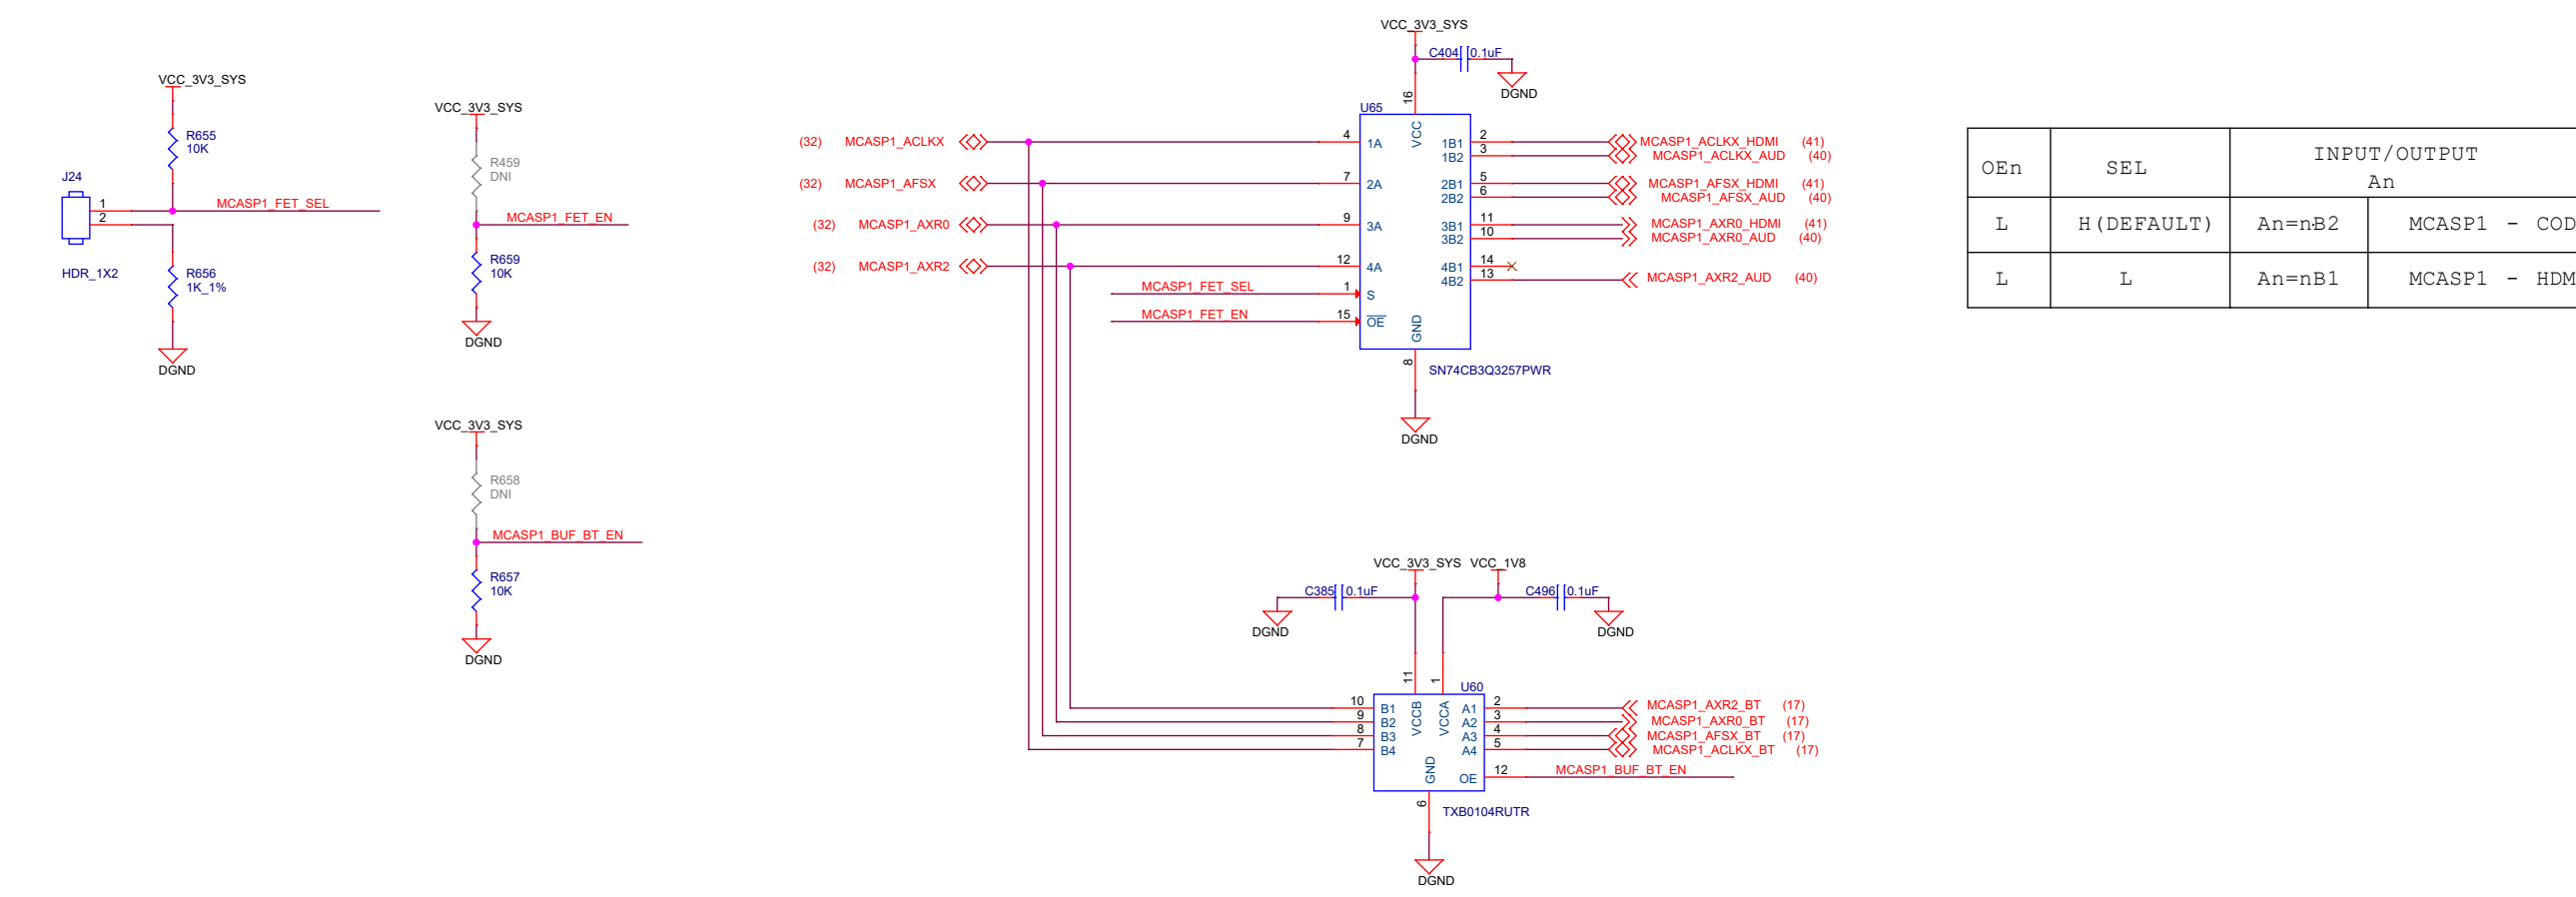 VCC_3V3_SYS
R655
10K
J24
1
2
MCASP1_FET_SEL
HDR_1X2
R656
1K_1%
DGND
VCC_3V3_SYS
R459
DNI
MCASP1_FET_EN
R659
10K
DGND
VCC_3V3_SYS
R658
DNI
MCASP1_BUF_BT_EN
R657
10K
DGND
VCC_3V3_SYS
C404 0.1uF
DGND
16
U65
VCC
(32) MCASP1_ACLKX 4 1A 1B1 2 MCASP1_ACLKX_HDMI (41)
1B2 3 MCASP1_ACLKX_AUD (40)
(32) MCASP1_AFSX 7 2A 2B1 5 MCASP1_AFSX_HDMI (41)
2B2 6 MCASP1_AFSX_AUD (40)
(32) MCASP1_AXR0 9 3A 3B1 11 MCASP1_AXR0_HDMI (41)
3B2 10 MCASP1_AXR0_AUD (40)
(32) MCASP1_AXR2 12 4A 4B1 14
4B2 13 MCASP1_AXR2_AUD (40)
MCASP1_FET_SEL 1 S
MCASP1_FET_EN 15 OE
GND
8
SN74CB3Q3257PWR
DGND
VCC_3V3_SYS VCC_1V8
C385 0.1uF
C496 0.1uF
DGND
DGND
11
1
U60
VCCB
VCCA
10 B1 A1 2 MCASP1_AXR2_BT (17)
9 B2 A2 3 MCASP1_AXR0_BT (17)
8 B3 A3 4 MCASP1_AFSX_BT (17)
7 B4 A4 5 MCASP1_ACLKX_BT (17)
GND
OE 12 MCASP1_BUF_BT_EN
6
TXB0104RUTR
DGND
OEn SEL INPUT/OUTPUT
An
L H(DEFAULT) An=nB2 MCASP1 - COD
L L An=nB1 MCASP1 - HDM